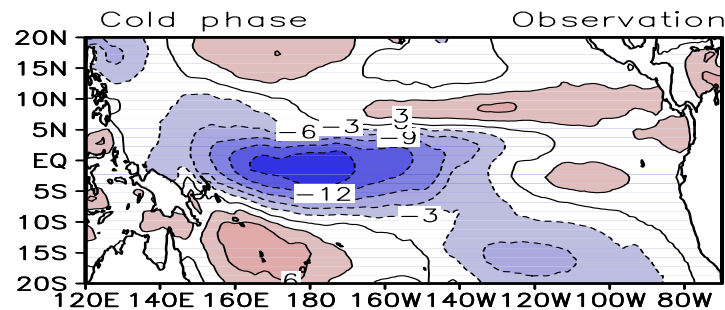 Cold phase Observation
20N
15N
10N
3
5N
-6 -3
-9
EQ
5S
-12
-3
10S
15S
6
20S
120E 140E 160E 180 160W 140W 120W 100W 80W